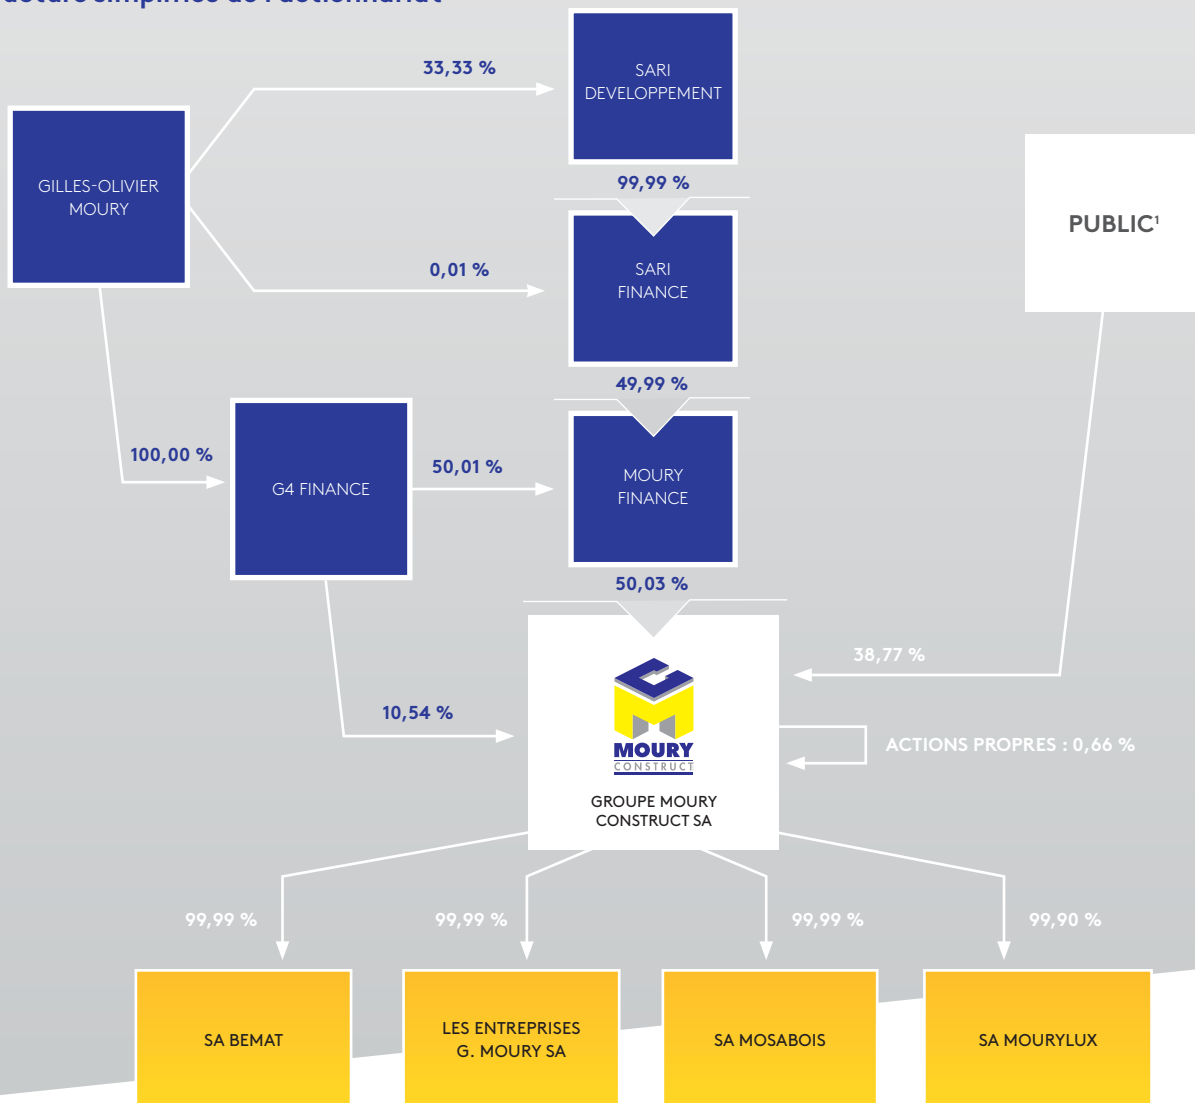 simplifiée de l'actionnariat
33,33 %
SARI
DEVELOPPEMENT
GILLES-OLIVIER
MOURY
99,99 %
PUBLIC¹
0,01 %
SARI
FINANCE
49,99 %
100,00 %
G4 FINANCE
50,01 %
MOURY
FINANCE
50,03 %
38,77 %
10,54 %
MOURY
CONSTRUCT
ACTIONS PROPRES : 0,66 %
GROUPE MOURY
CONSTRUCT SA
99,99 %
99,99 %
99,99 %
99,90 %
SA BEMAT
LES ENTREPRISES
G. MOURY SA
SA MOSABOIS
SA MOURYLUX